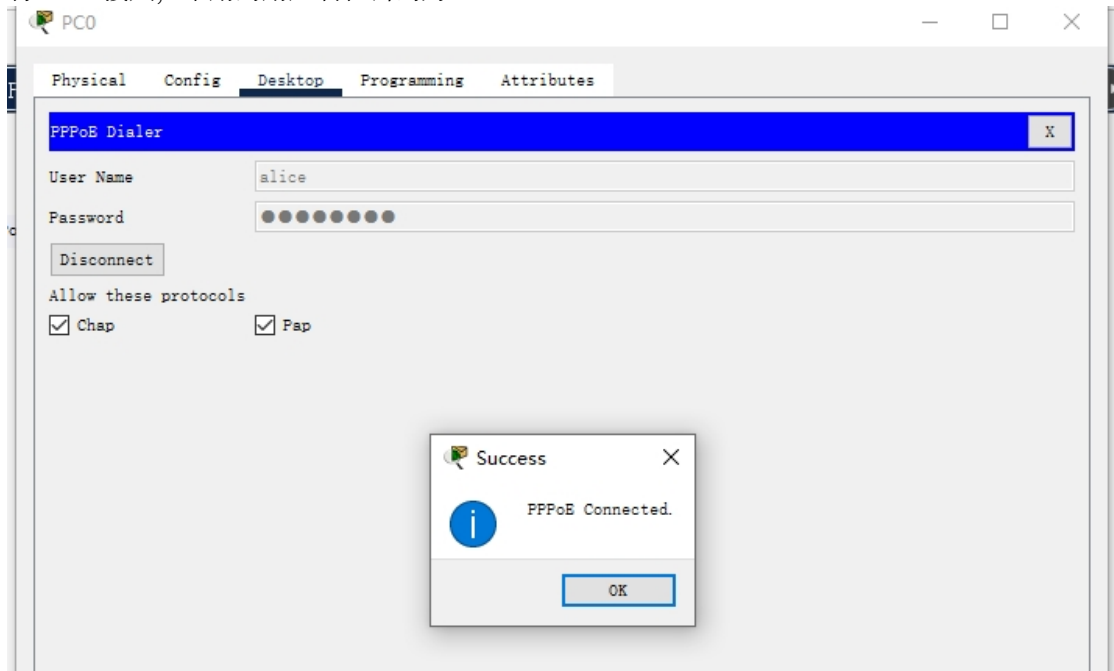 PC0
Physical Config Desktop Programming Attributes
PPPoE Dialer X
User Name alice
Password ●●●●●●●●
Disconnect
Allow these protocols
Chap Pap
Success
PPPoE Connected.
OK